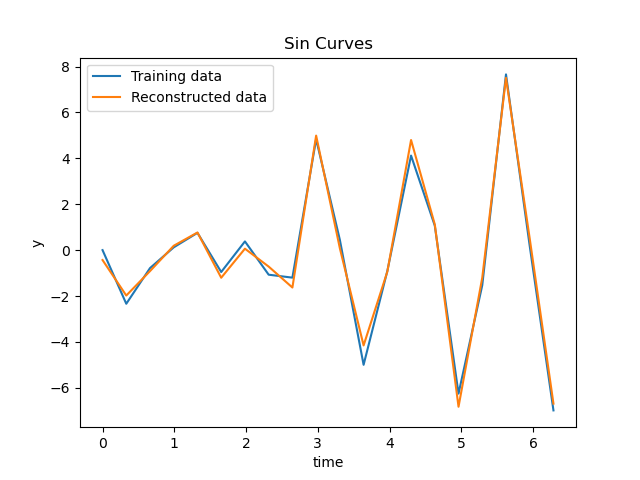 Sin Curves
Training data
Reconstructed data
8
6
4
2
0
−2
−4
−6
y
0 1 2 3 4 5 6
time